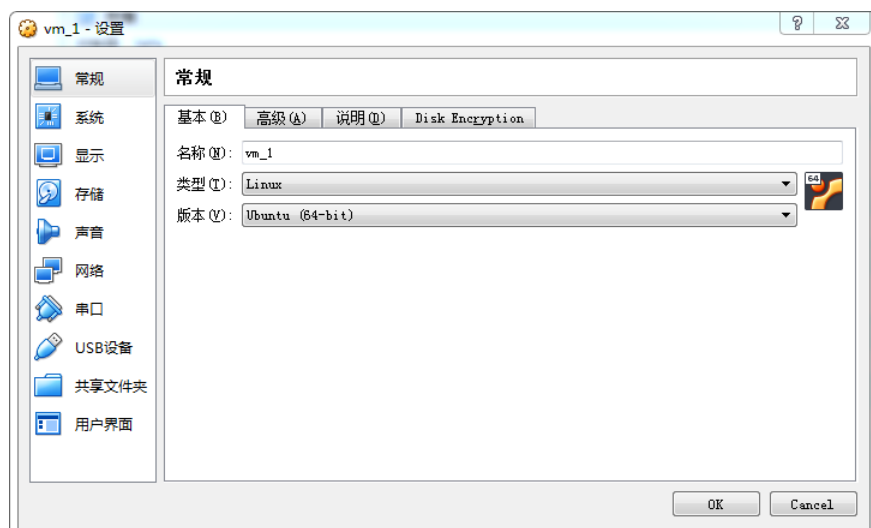 vm_1 - 设置
常规
系统
显示
存储
声音
网络
串口
USB设备
共享文件夹
用户界面
常规
基本(B) 高级(A) 说明(D) Disk Encryption
名称(N): vm_1
类型(T): Linux
64
版本(V): Ubuntu (64-bit)
OK Cancel